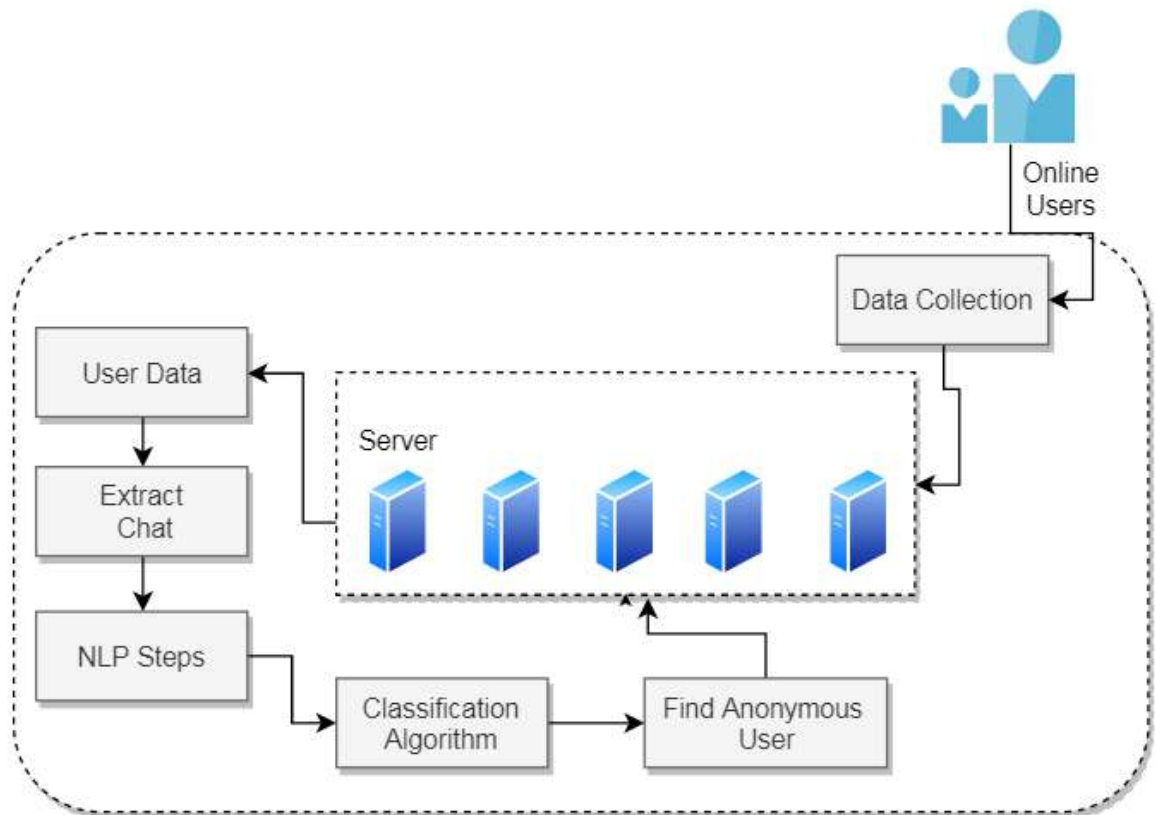 Online
Users
Data Collection
User Data
Server
Extract
Chat
NLP Steps
Classification
Algorithm
Find Anonymous
User